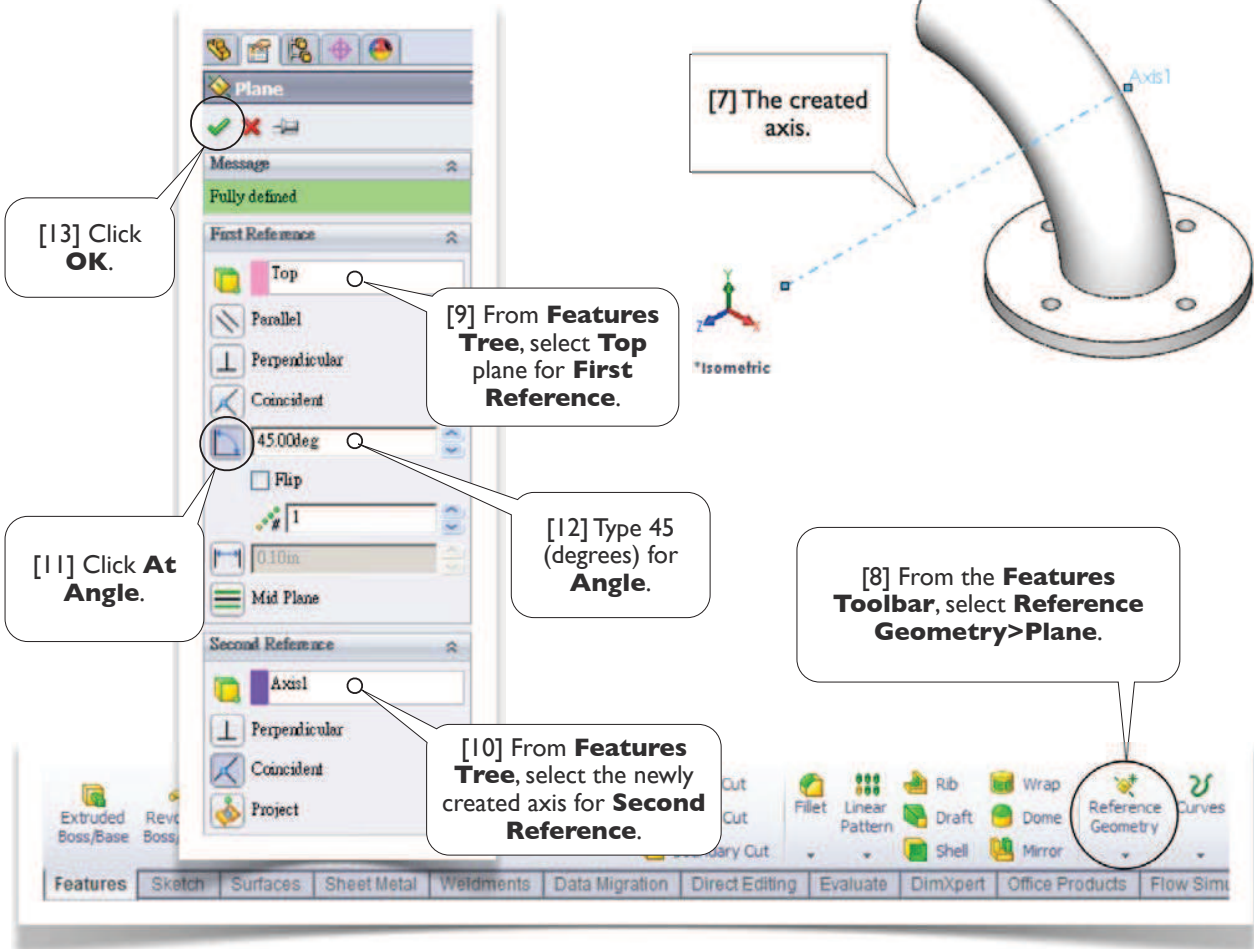 Plane
Message
Fully defined
First Reference
Top
Parallel
Perpendicular
Coincident
45.00deg
Flip
1
0.10in
Mid Plane
Second Reference
Axis1
Perpendicular
Coincident
Project
[13] Click
OK.
[9] From Features
Tree, select Top
plane for First
Reference.
[11] Click At
Angle.
[12] Type 45
(degrees) for
Angle.
[10] From Features
Tree, select the newly
created axis for Second
Reference.
[7] The created
axis.
Axis1
Y
Z
X
*Isometric
[8] From the Features
Toolbar, select Reference
Geometry>Plane.
Extruded
Boss/Base
Boss/
Cut
Cut
Cut
Fillet
Linear
Pattern
Rib
Draft
Shell
Wrap
Dome
Mirror
Reference
Geometry
Curves
Features
Sketch
Surfaces
Sheet Metal
Weldments
Data Migration
Direct Editing
Evaluate
DimXpert
Office Products
Flow Simu